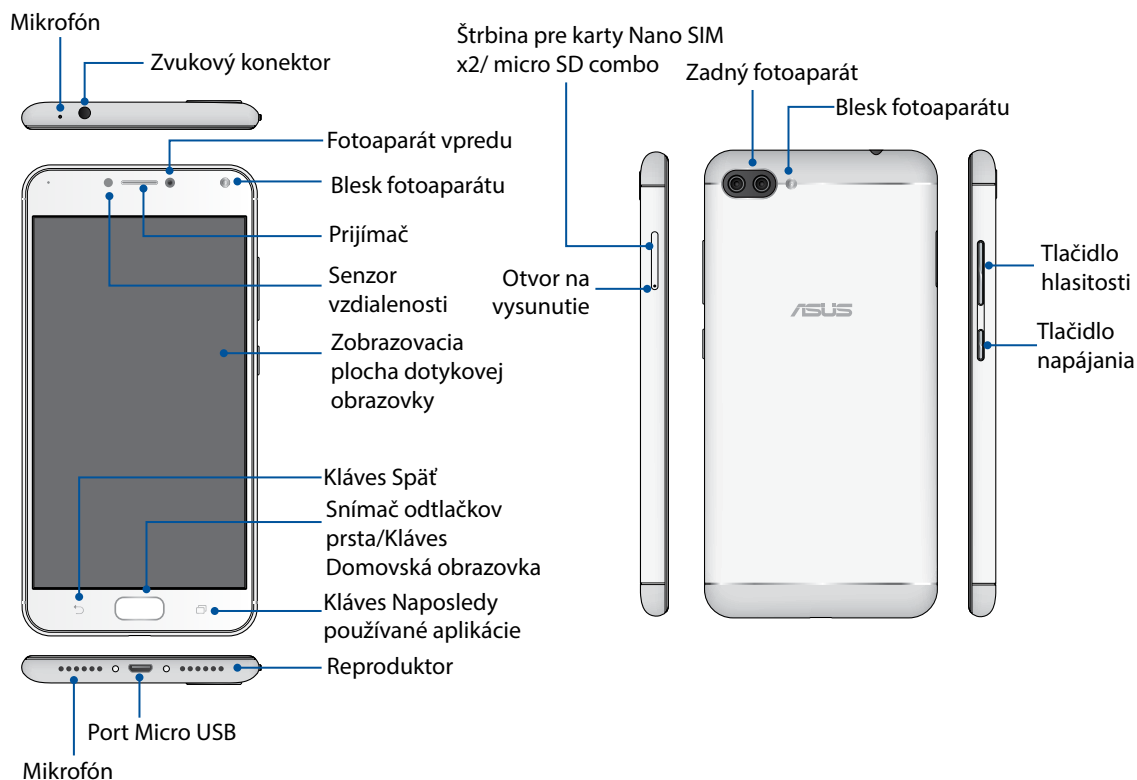 Mikrofón
Zvukový konektor
Fotoaparát vpredu
Blesk fotoaparátu
Prijímač
Senzor
vzdialenosti
Zobrazovacia
plocha dotykovej
obrazovky
Kláves Späť
Snímač odtlačkov
prsta/Kláves
Domovská obrazovka
Kláves Naposledy
používané aplikácie
Reproduktor
Port Micro USB
Mikrofón
Štrbina pre karty Nano SIM
x2/ micro SD combo
Zadný fotoaparát
Blesk fotoaparátu
Otvor na
vysunutie
ASUS
Tlačidlo
hlasitosti
Tlačidlo
napájania